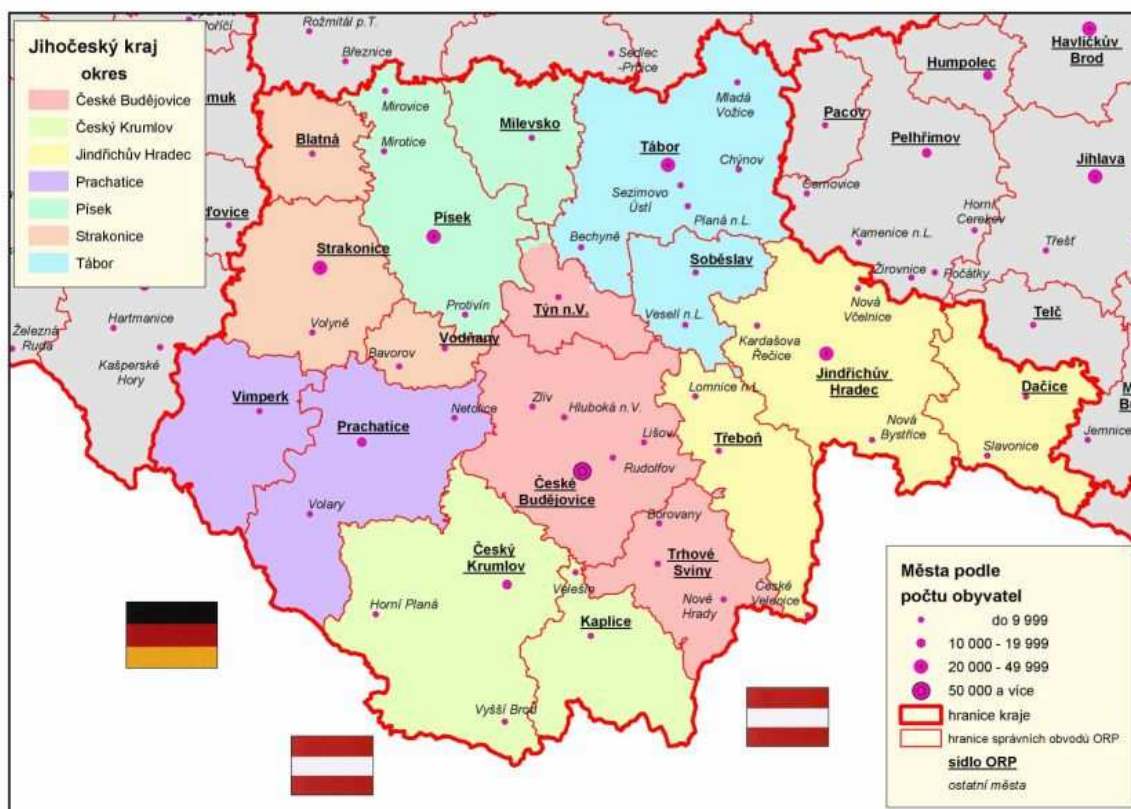 Jihočeský kraj
okres
České Budějovice
Český Krumlov
Jindřichův Hradec
Prachatice
Písek
Strakonice
Tábor
Rožmitál p.T.
Březnice
Sedlec
-Prčice
Havlíčkův
Brod
Humpolec
Mirovice
Milevsko
Mladá
Vožice
Pacov
Pelhřimov
Blatná
Mirotice
Tábor
Chýnov
Jihlava
Sezimovo
Ústí
Černovice
Planá n.L.
Horní
Cerekev
Písek
Strakonice
Bechyně
Soběslav
Kamenice n.L.
Třešť
Žirovnice
Počátky
Hartmanice
Železná
Ruda
Volyně
Protivín
Týn n.V.
Veselí n.L.
Nová
Včelnice
Telč
Kardašova
Řečice
Kašperské
Hory
Bavorov
Vodňany
Jindřichův
Hradec
Dačice
Vimperk
Netolice
Zliv
Hluboká n.V.
Lomnice n.L.
Prachatice
Lišov
Třeboň
Nová
Bystřice
Jemnice
Slavonice
Rudolfov
České
Budějovice
Volary
Borovany
Český
Krumlov
Trhové
Sviny
Velešín
České
Velenice
Horní Planá
Nové
Hrady
Kaplice
Vyšší Brod
Města podle
počtu obyvatel
do 9 999
10 000 - 19 999
20 000 - 49 999
50 000 a více
hranice kraje
hranice správních obvodů ORP
sídlo ORP
ostatní města